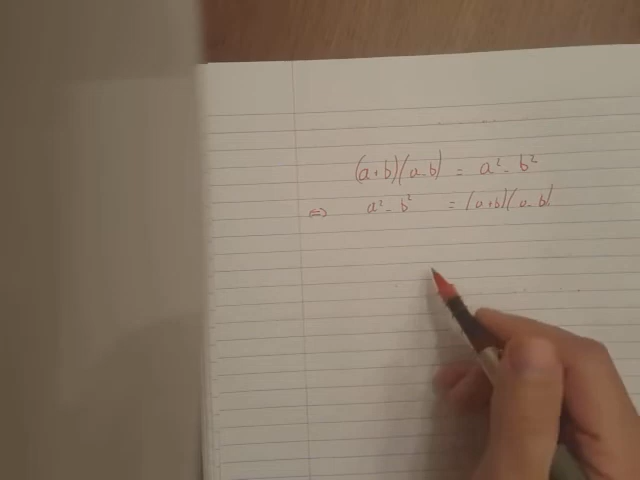 (a+b)(a-b) = a² - b²
⇔ a² - b² = (a+b)(a-b)